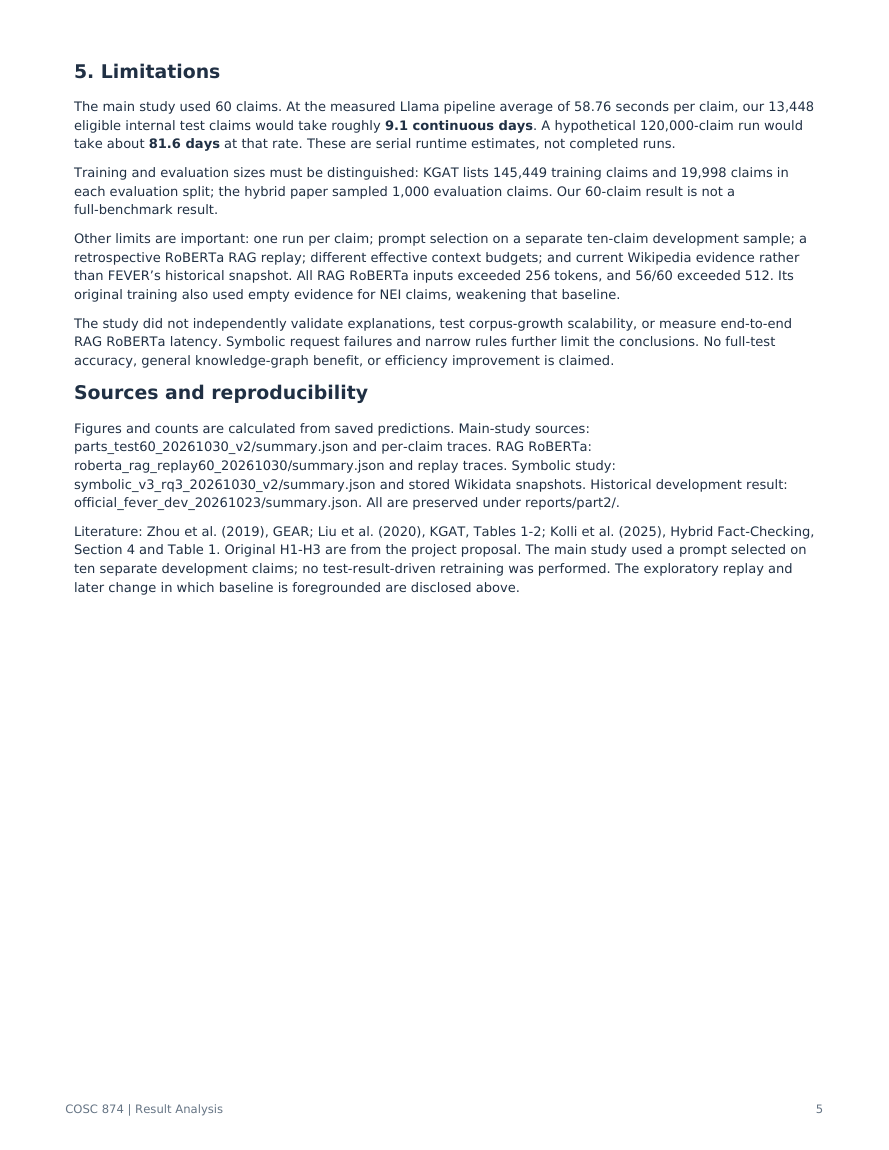 5. Limitations
The main study used 60 claims. At the measured Llama pipeline average of 58.76 seconds per claim, our 13,448
eligible internal test claims would take roughly 9.1 continuous days. A hypothetical 120,000-claim run would
take about 81.6 days at that rate. These are serial runtime estimates, not completed runs.
Training and evaluation sizes must be distinguished: KGAT lists 145,449 training claims and 19,998 claims in
each evaluation split; the hybrid paper sampled 1,000 evaluation claims. Our 60-claim result is not a
full-benchmark result.
Other limits are important: one run per claim; prompt selection on a separate ten-claim development sample; a
retrospective RoBERTa RAG replay; different effective context budgets; and current Wikipedia evidence rather
than FEVER’s historical snapshot. All RAG RoBERTa inputs exceeded 256 tokens, and 56/60 exceeded 512. Its
original training also used empty evidence for NEI claims, weakening that baseline.
The study did not independently validate explanations, test corpus-growth scalability, or measure end-to-end
RAG RoBERTa latency. Symbolic request failures and narrow rules further limit the conclusions. No full-test
accuracy, general knowledge-graph benefit, or efficiency improvement is claimed.
Sources and reproducibility
Figures and counts are calculated from saved predictions. Main-study sources:
parts_test60_20261030_v2/summary.json and per-claim traces. RAG RoBERTa:
roberta_rag_replay60_20261030/summary.json and replay traces. Symbolic study:
symbolic_v3_rq3_20261030_v2/summary.json and stored Wikidata snapshots. Historical development result:
official_fever_dev_20261023/summary.json. All are preserved under reports/part2/.
Literature: Zhou et al. (2019), GEAR; Liu et al. (2020), KGAT, Tables 1-2; Kolli et al. (2025), Hybrid Fact-Checking,
Section 4 and Table 1. Original H1-H3 are from the project proposal. The main study used a prompt selected on
ten separate development claims; no test-result-driven retraining was performed. The exploratory replay and
later change in which baseline is foregrounded are disclosed above.
COSC 874 | Result Analysis
5